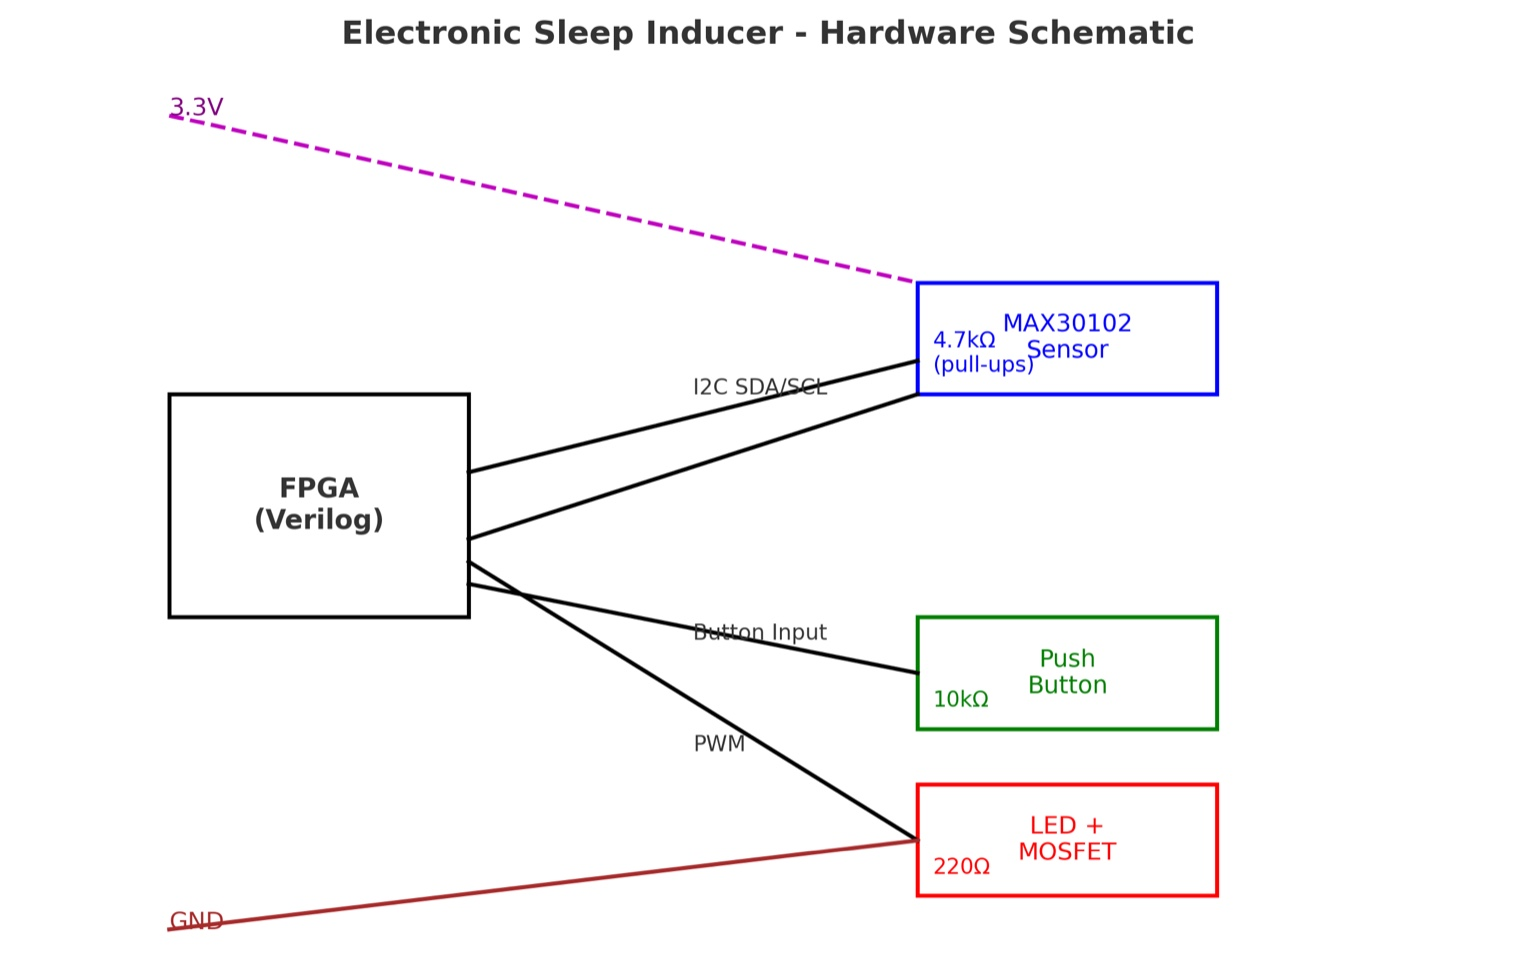 Electronic Sleep Inducer - Hardware Schematic
3.3V
MAX30102
Sensor
4.7kΩ
(pull-ups)
I2C SDA/SCL
FPGA
(Verilog)
Button Input
Push
Button
10kΩ
PWM
LED +
MOSFET
220Ω
GND